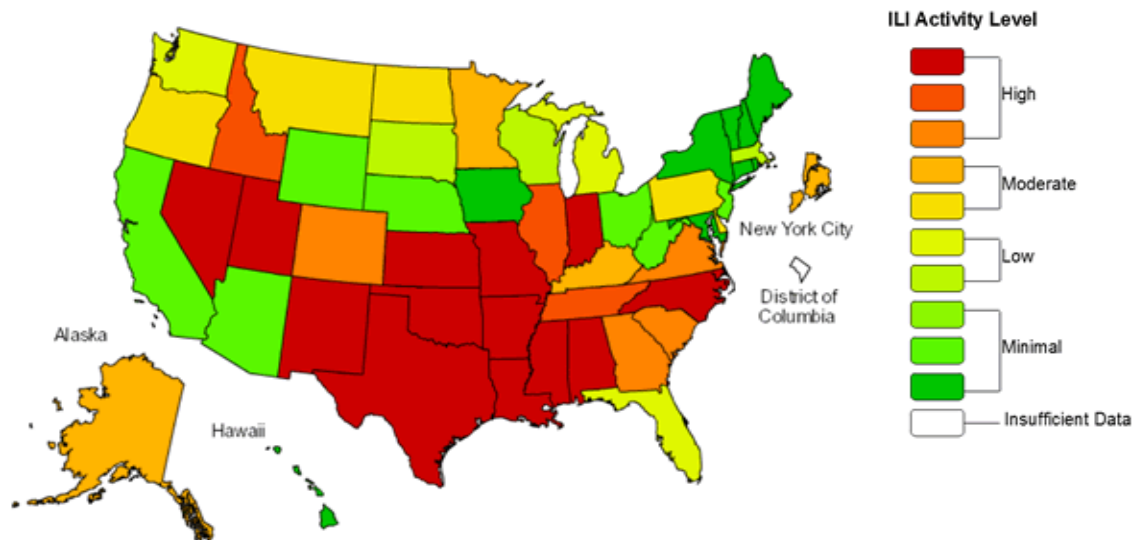 ILI Activity Level
High
Moderate
New York City
Low
District of
Columbia
Alaska
Minimal
Hawaii
Insufficient Data